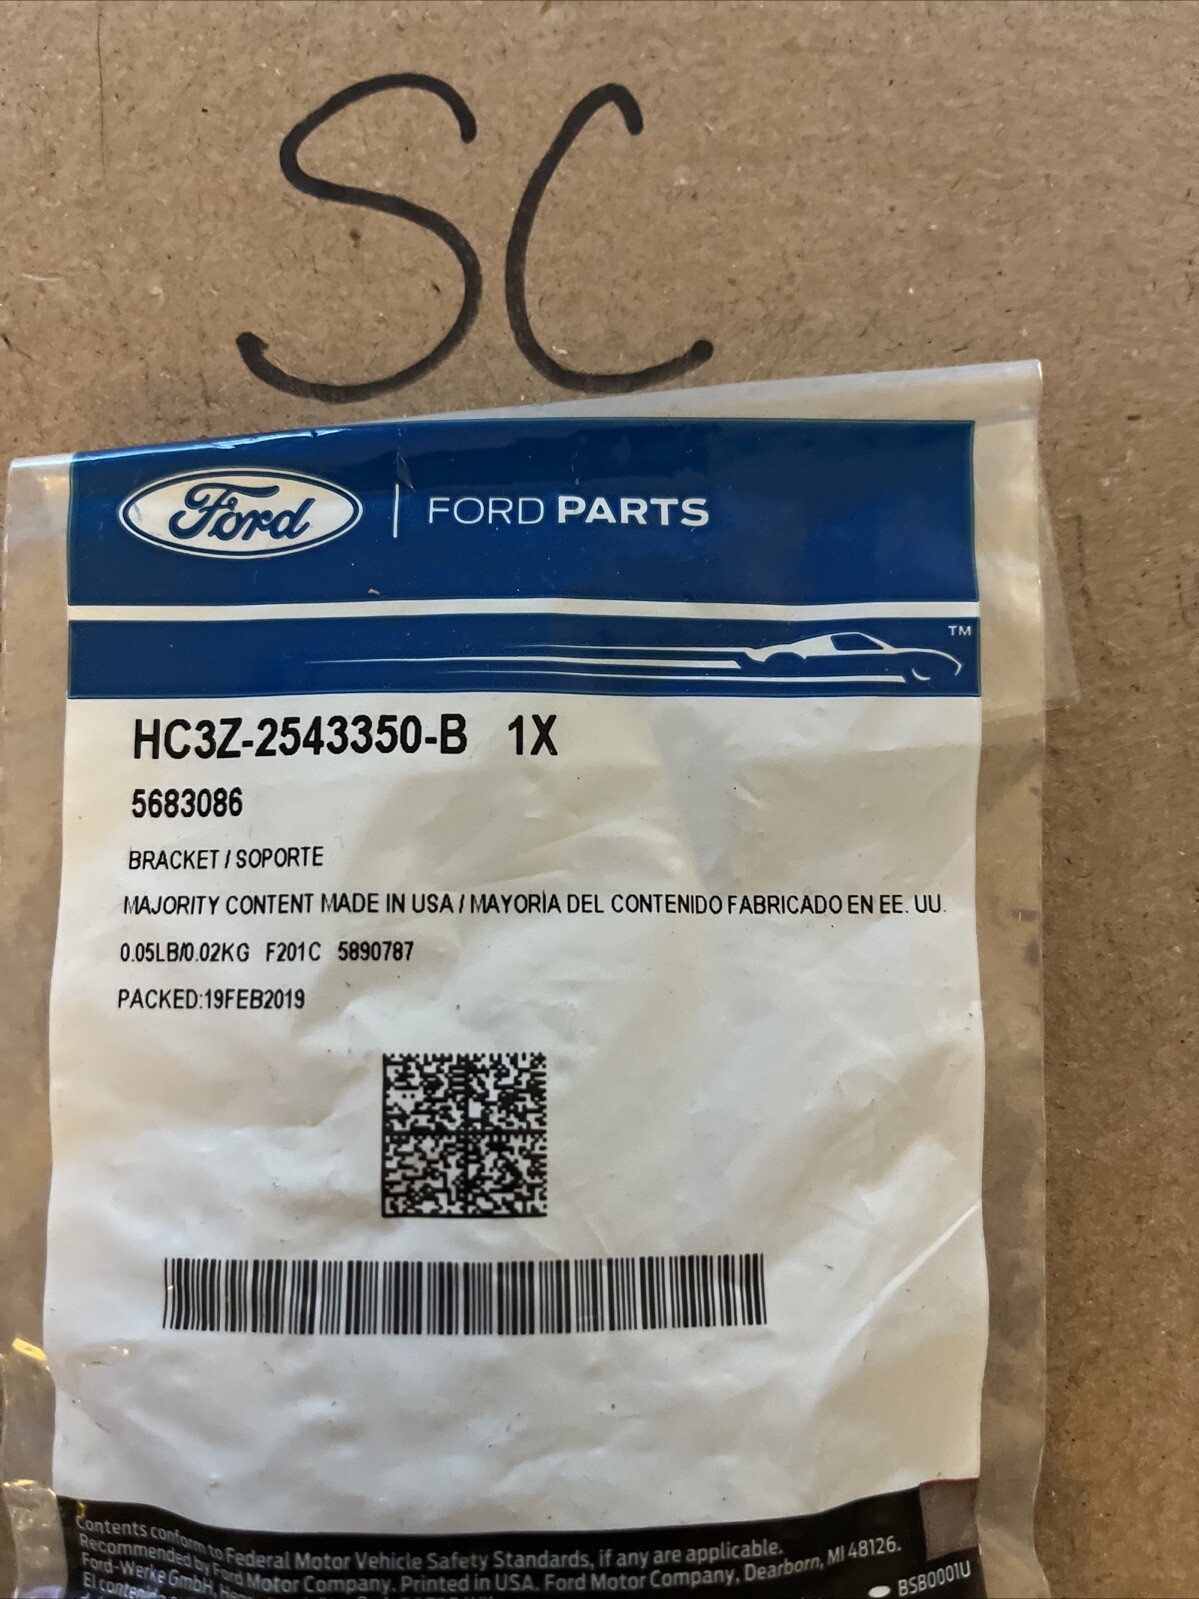 SC
Ford | FORD PARTS
TM
HC3Z-2543350-B 1X
5683086
BRACKET / SOPORTE
MAJORITY CONTENT MADE IN USA / MAYORÍA DEL CONTENIDO FABRICADO EN EE. UU.
0.05LB/0.02KG F201C 5890787
PACKED:19FEB2019
Contents conform to Federal Motor Vehicle Safety Standards, if any are applicable.
Recommended by Ford Motor Company. Printed in USA. Ford Motor Company, Dearborn, MI 48126.
Ford-Werke GmbH,
El contenido
BSB0001U